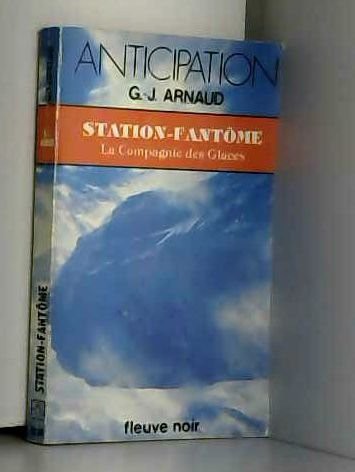 ANTICIPATION
G.-J. ARNAUD
STATION-FANTÔME
La Compagnie des Glaces
fleuve noir
STATION-FANTÔME